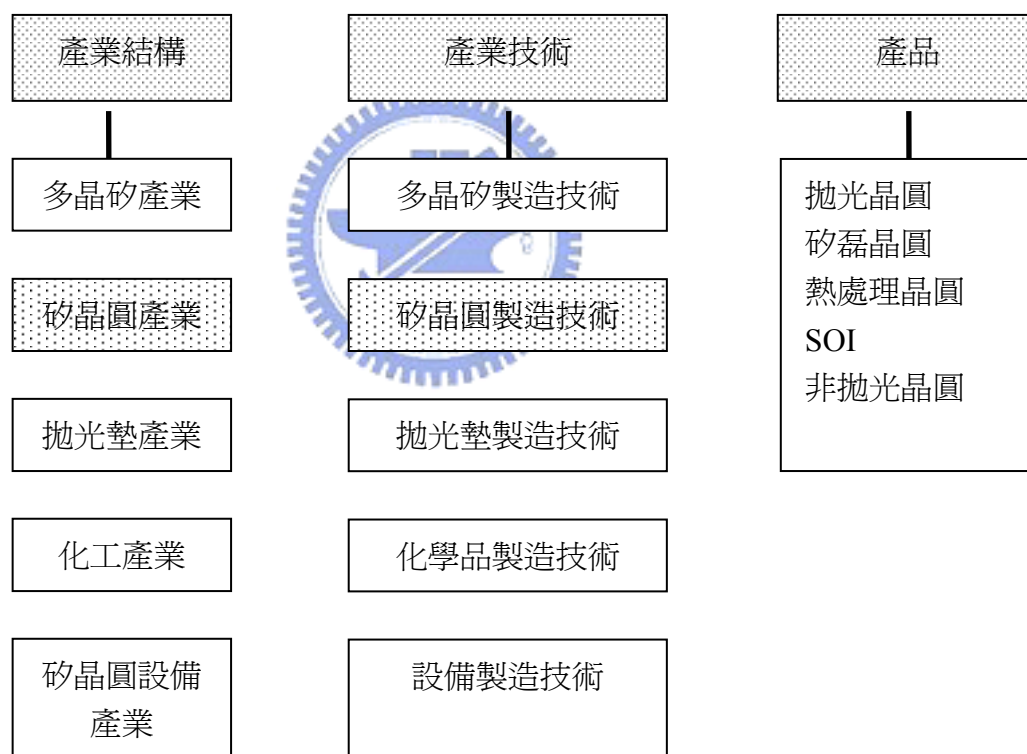 產業結構
產業技術
產品
多晶矽產業
多晶矽製造技術
拋光晶圓
矽磊晶圓
熱處理晶圓
SOI
非拋光晶圓
矽晶圓產業
矽晶圓製造技術
拋光墊產業
拋光墊製造技術
化工產業
化學品製造技術
矽晶圓設備
產業
設備製造技術